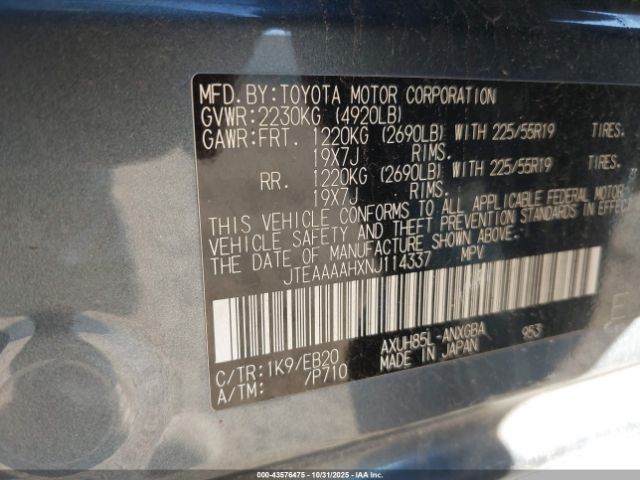 MFD.BY:TOYOTA MOTOR CORPORATION
GVWR:2230KG (4920LB)
GAWR:FRT. 1220KG (2690LB) WITH 225/55R19 TIRES.
19X7J RIMS.
RR. 1220KG (2690LB) WITH 225/55R19 TIRES.
19X7J RIMS.
THIS VEHICLE CONFORMS TO ALL APPLICABLE FEDERAL MOTOR
VEHICLE SAFETY AND THEFT PREVENTION STANDARDS IN EFFECT
THE DATE OF MANUFACTURE SHOWN ABOVE.
JTEAAAAHXNJ114337 MPV
C/TR:1K9/EB20 AXUH85L-ANXGBA 953
A/TM: /P710 MADE IN JAPAN
000-43576475 - 10/31/2025 - IAAI.com